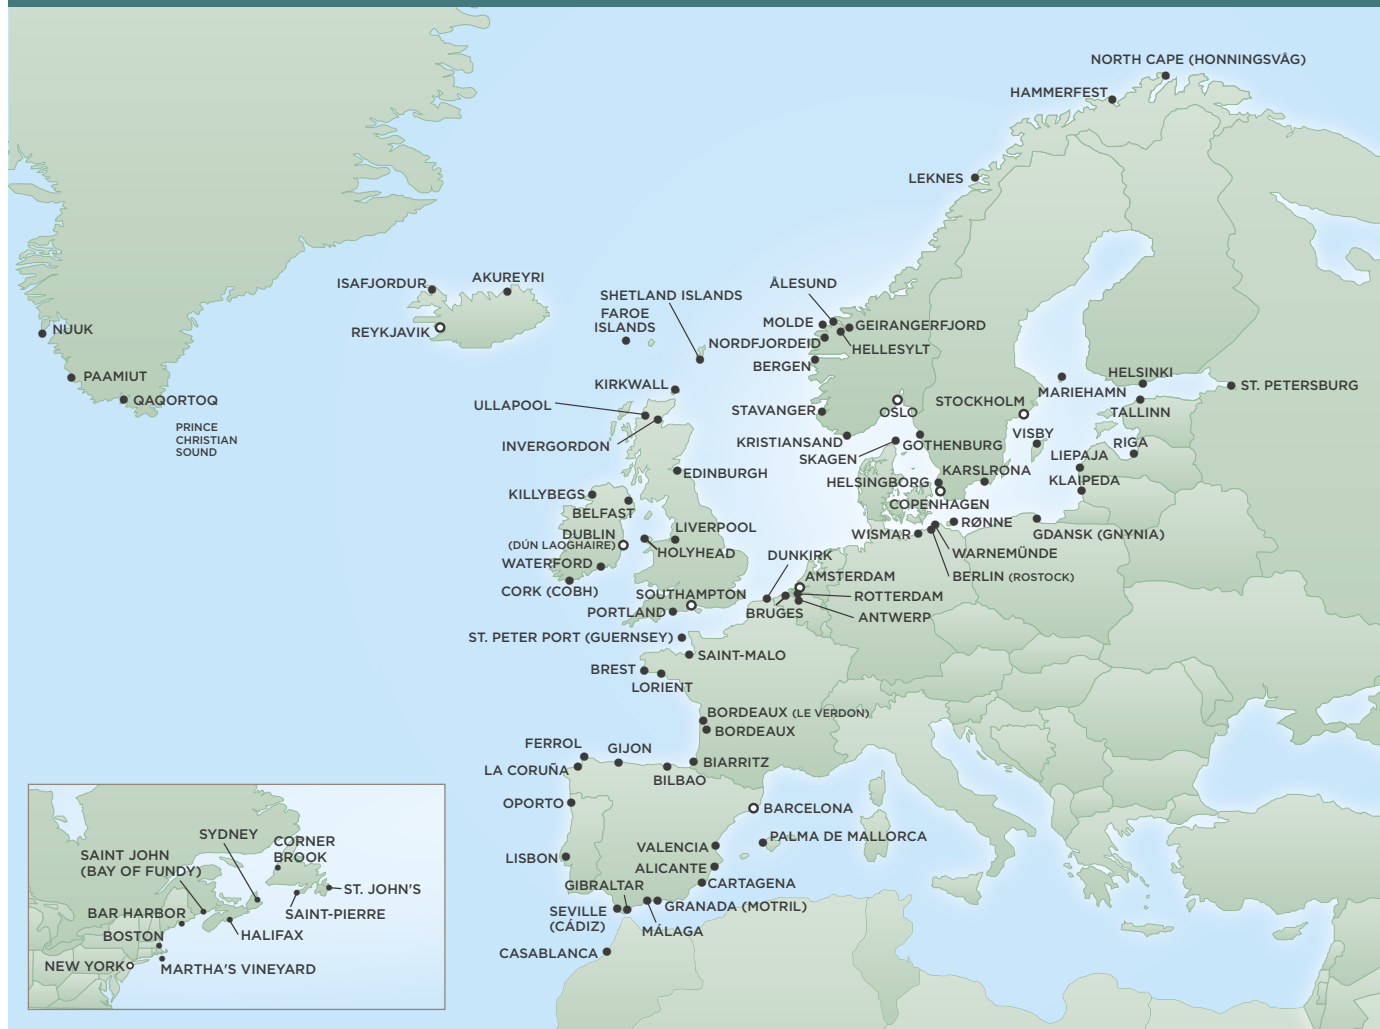 NORTH CAPE (HONNINGSVÅG)
HAMMERFEST
LEKNES
ISAFJORDUR
AKUREYRI
REYKJAVIK
NUUK
PAAMIUT
QAQORTOQ
PRINCE
CHRISTIAN
SOUND
SHETLAND ISLANDS
FAROE
ISLANDS
ÅLESUND
MOLDE
GEIRANGERFJORD
NORDFJORDEID
HELLESYLT
BERGEN
KIRKWALL
ULLAPOOL
INVERGORDON
STAVANGER
OSLO
STOCKHOLM
MARIEHAMN
HELSINKI
ST. PETERSBURG
TALLINN
KRISTIANSAND
SKAGEN
GOTHENBURG
VISBY
RIGA
LIEPAJA
KLAIPEDA
EDINBURGH
HELSINGBORG
KARSLRONA
COPENHAGEN
KILLYBEGS
BELFAST
DUBLIN
(DÚN LAOGHAIRE)
LIVERPOOL
HOLYHEAD
WISMAR
RØNNE
GDANSK (GNYNIA)
WARNEMÜNDE
BERLIN (ROSTOCK)
WATERFORD
CORK (COBH)
DUNKIRK
AMSTERDAM
SOUTHAMPTON
ROTTERDAM
PORTLAND
BRUGES
ANTWERP
ST. PETER PORT (GUERNSEY)
SAINT-MALO
BREST
LORIENT
BORDEAUX (LE VERDON)
BORDEAUX
FERROL
GIJON
BIARRITZ
LA CORUÑA
BILBAO
OPORTO
BARCELONA
PALMA DE MALLORCA
VALENCIA
LISBON
ALICANTE
GIBRALTAR
CARTAGENA
SEVILLE
(CÁDIZ)
GRANADA (MOTRIL)
MÁLAGA
CASABLANCA
SYDNEY
CORNER
BROOK
SAINT JOHN
(BAY OF FUNDY)
ST. JOHN'S
BAR HARBOR
SAINT-PIERRE
BOSTON
HALIFAX
NEW YORK
MARTHA'S VINEYARD